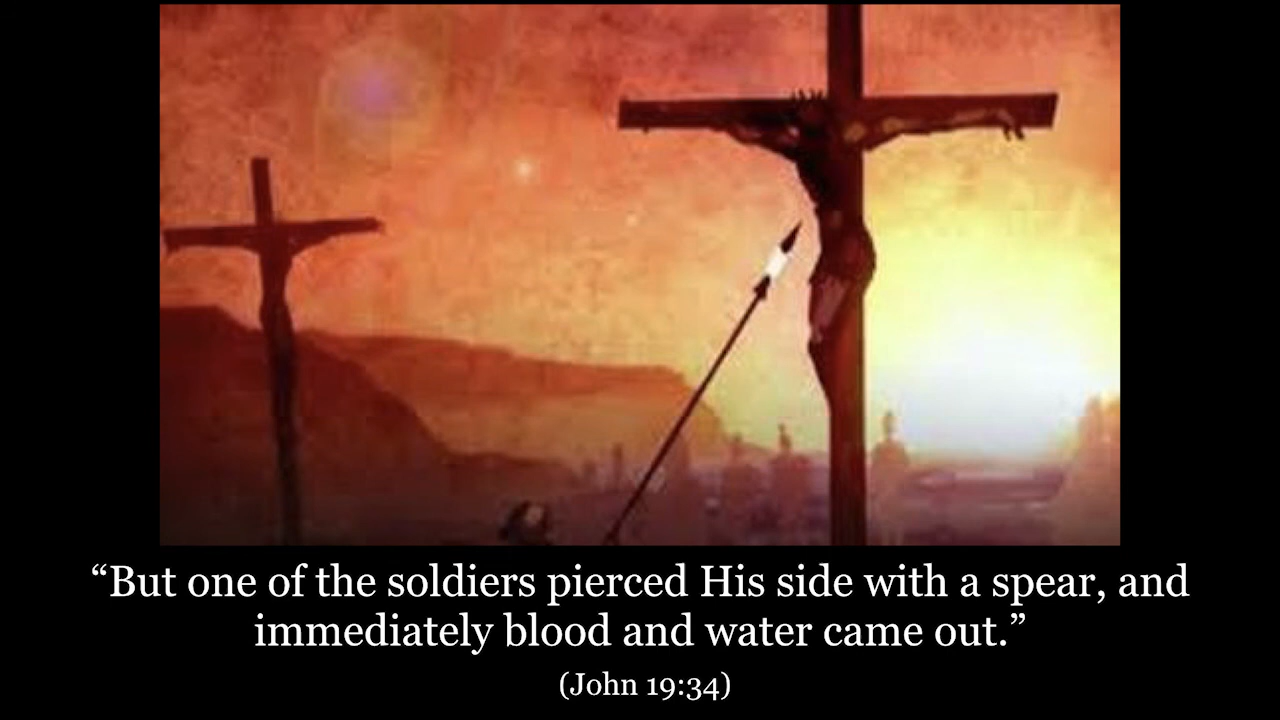 “But one of the soldiers pierced His side with a spear, and
immediately blood and water came out.”
(John 19:34)